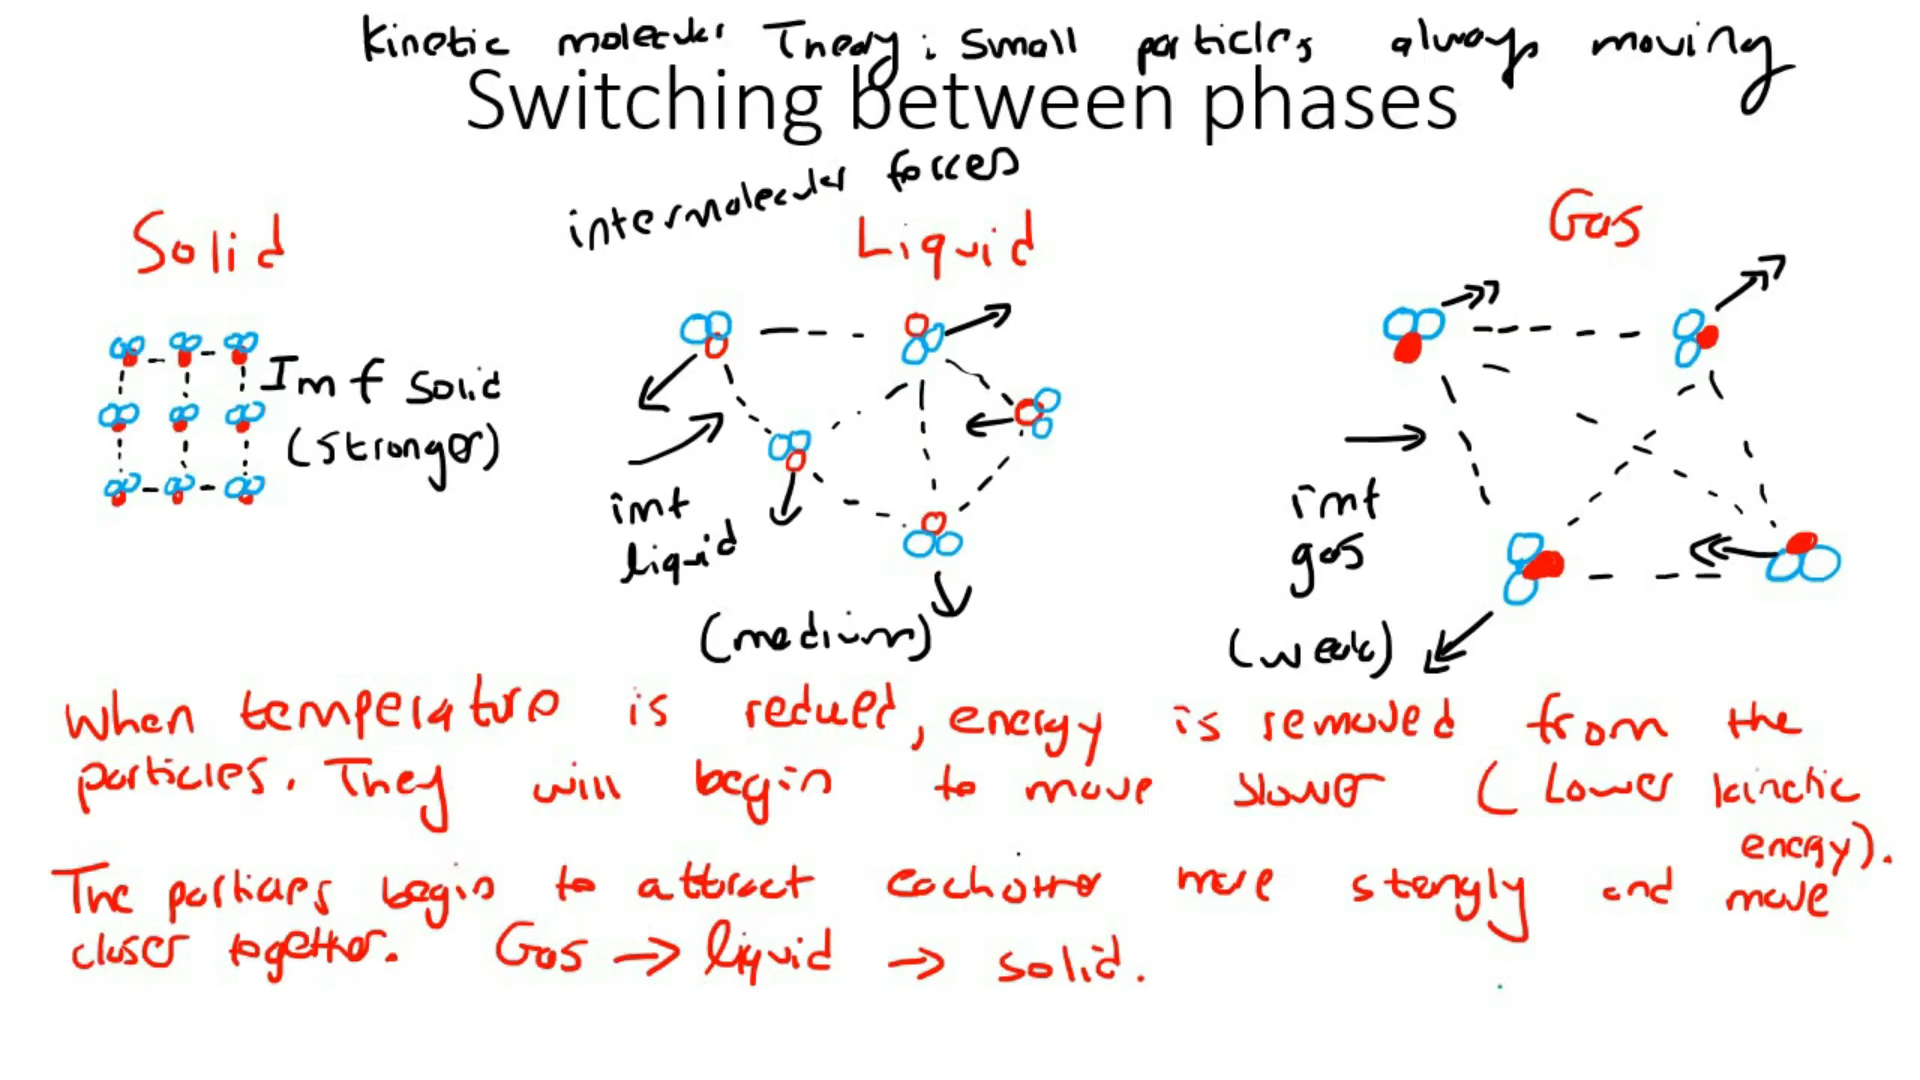 Kinetic molecular Theory : Small particles always moving
Switching between phases
intermolecular forces
Solid
Liquid
Gas
Imf solid
(stronger)
imf
liquid
(medium)
imf
gas
(weak)
When temperature is reduced, energy is removed from the
particles. They will begin to move slower (Lower kinetic
energy).
The particles begin to attract eachother more strongly and move
closer together. Gas → liquid → solid.